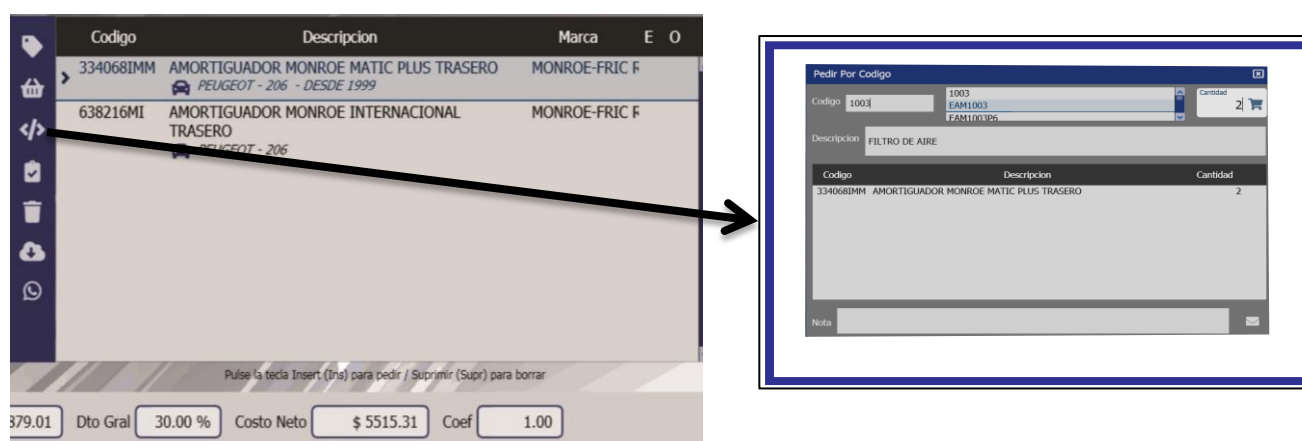 Codigo Descripcion Marca E O
334068IMM AMORTIGUADOR MONROE MATIC PLUS TRASERO MONROE-FRIC R
PEUGEOT - 206 - DESDE 1999
638216MI AMORTIGUADOR MONROE INTERNACIONAL MONROE-FRIC R
TRASERO
PEUGEOT - 206
Pulse la tecla Insert (Ins) para pedir / Suprimir (Supr) para borrar
379.01 Dto Gral 30.00 % Costo Neto $ 5515.31 Coef 1.00
Pedir Por Codigo
Codigo 1003
1003
EAM1003
EAM1003P6
Cantidad
2
Descripcion FILTRO DE AIRE
Codigo Descripcion Cantidad
334068IMM AMORTIGUADOR MONROE MATIC PLUS TRASERO 2
Nota